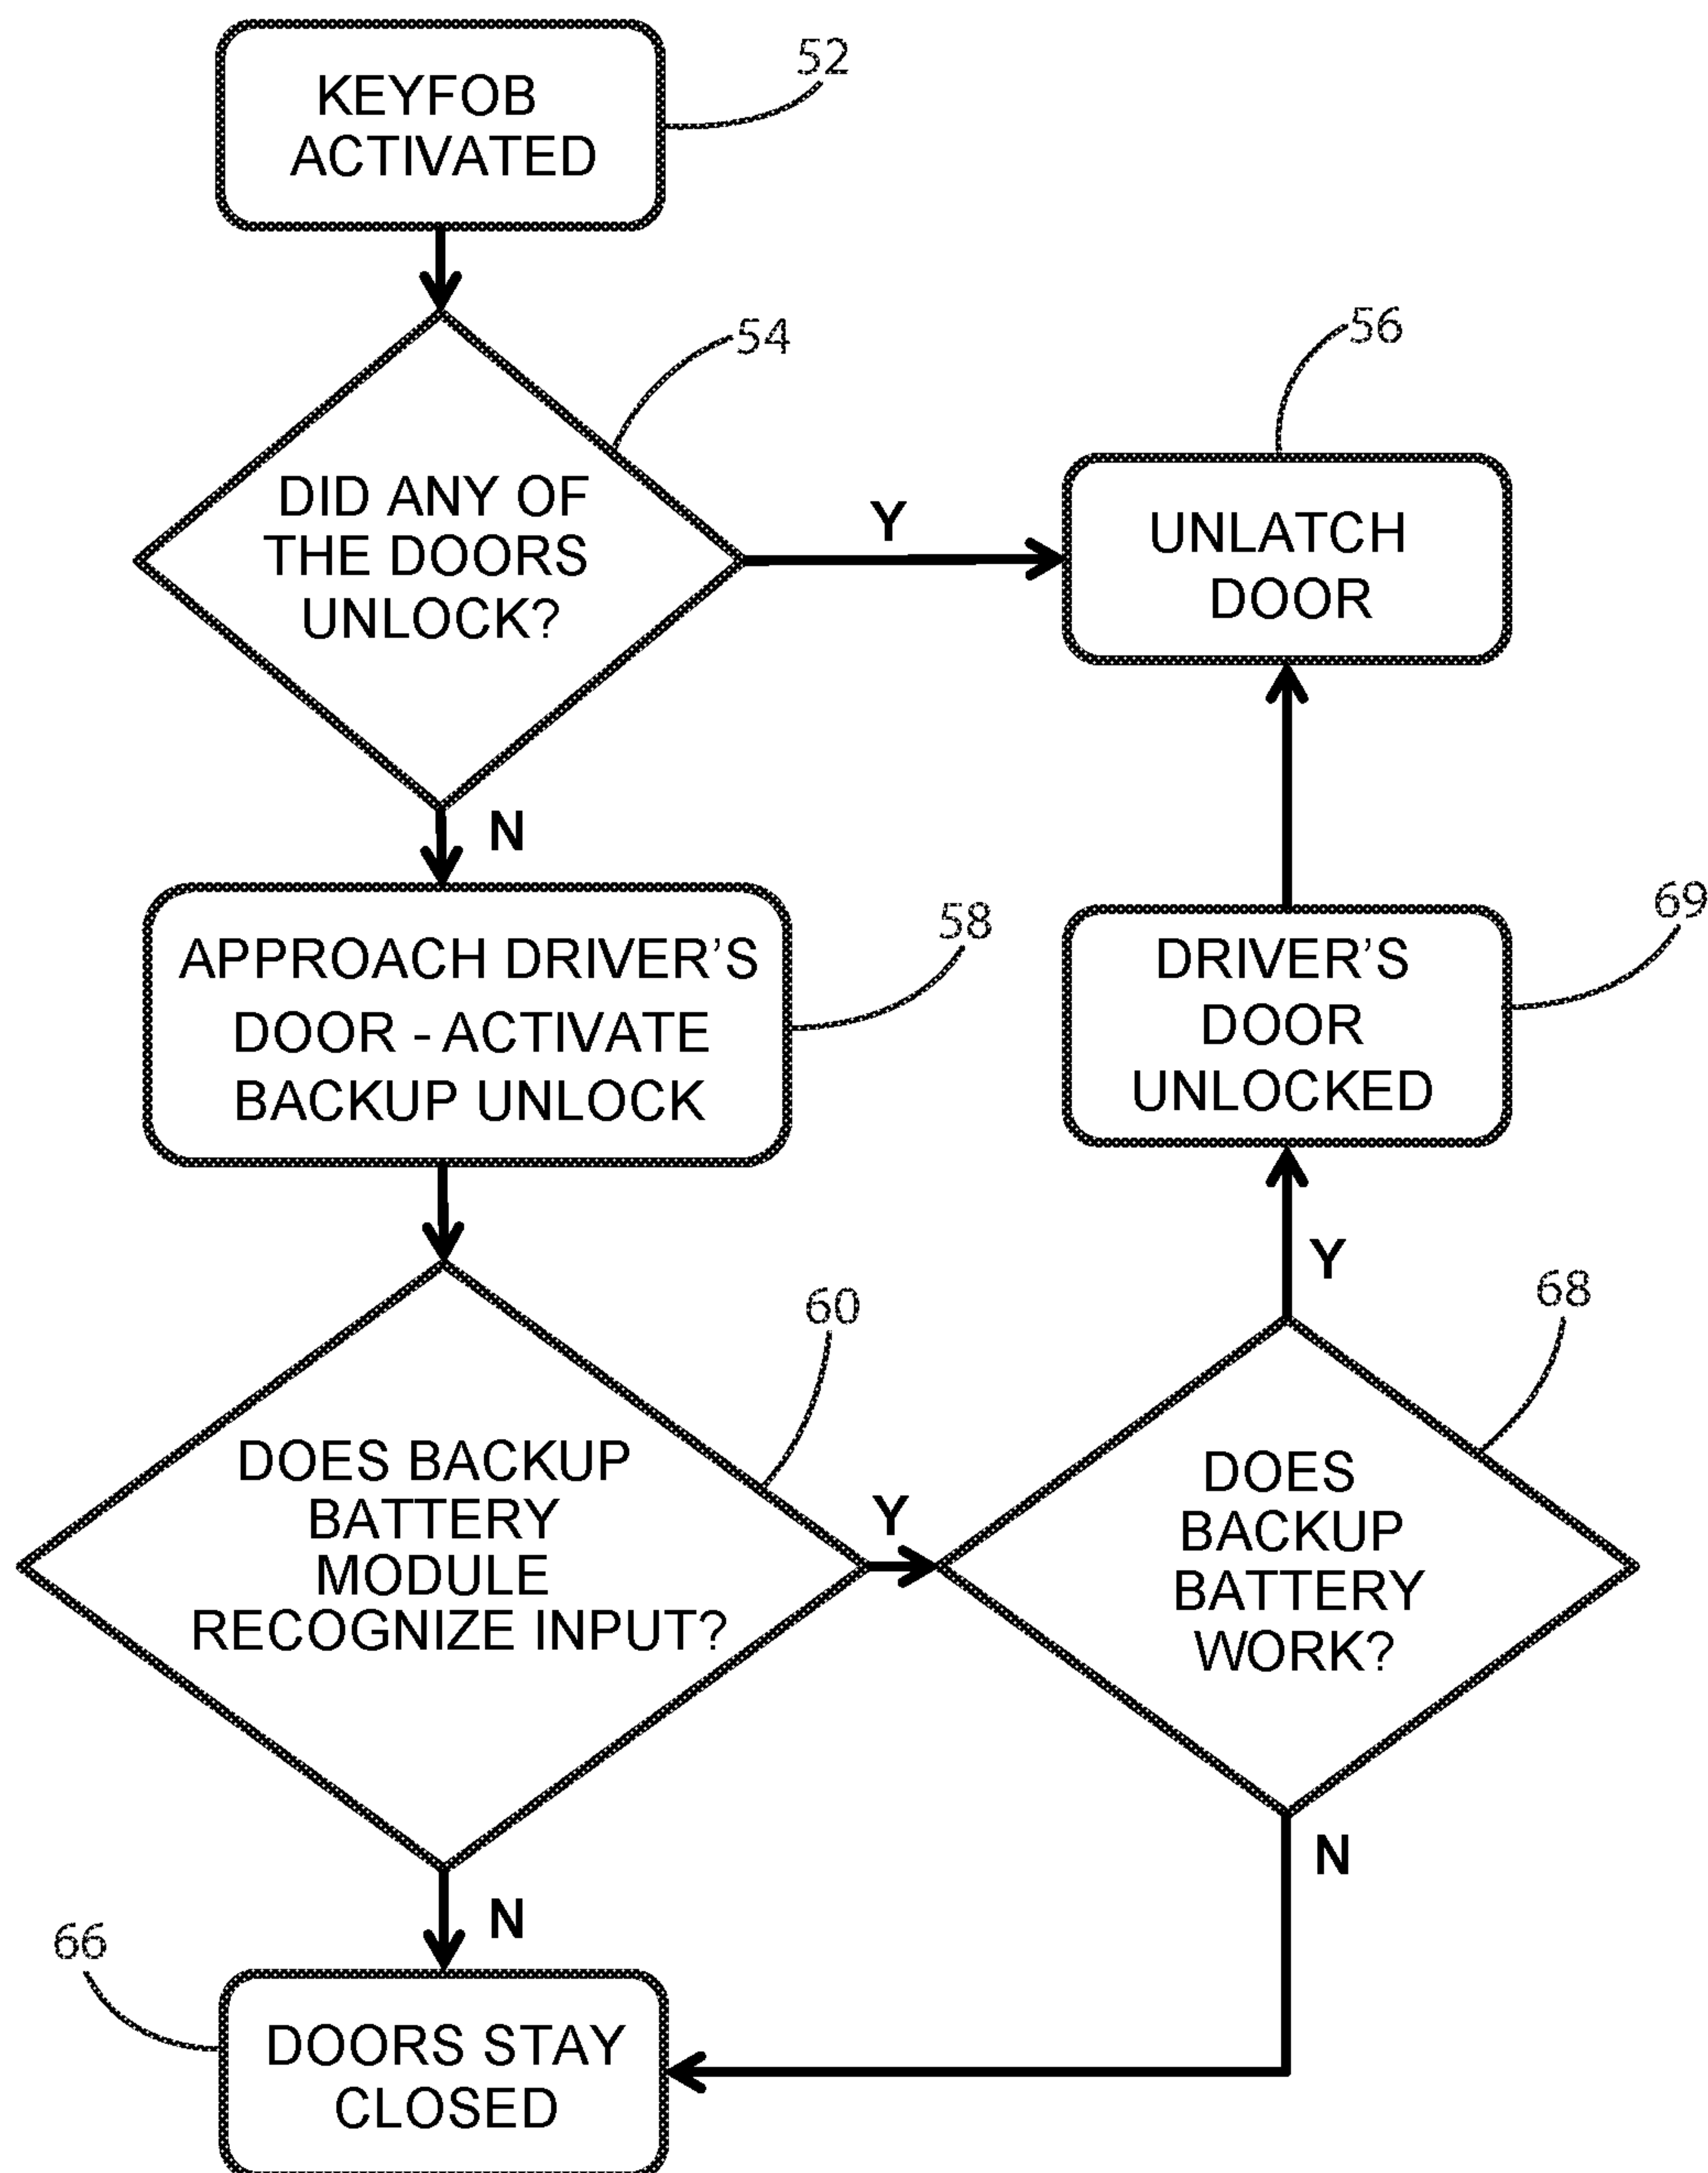 KEYFOB
ACTIVATED
52
54
DID ANY OF
THE DOORS
UNLOCK?
Y
56
UNLATCH
DOOR
N
APPROACH DRIVER'S
DOOR - ACTIVATE
BACKUP UNLOCK
58
DRIVER'S
DOOR
UNLOCKED
69
Y
60
DOES BACKUP
BATTERY
MODULE
RECOGNIZE INPUT?
Y
68
DOES
BACKUP
BATTERY
WORK?
N
N
66
DOORS STAY
CLOSED